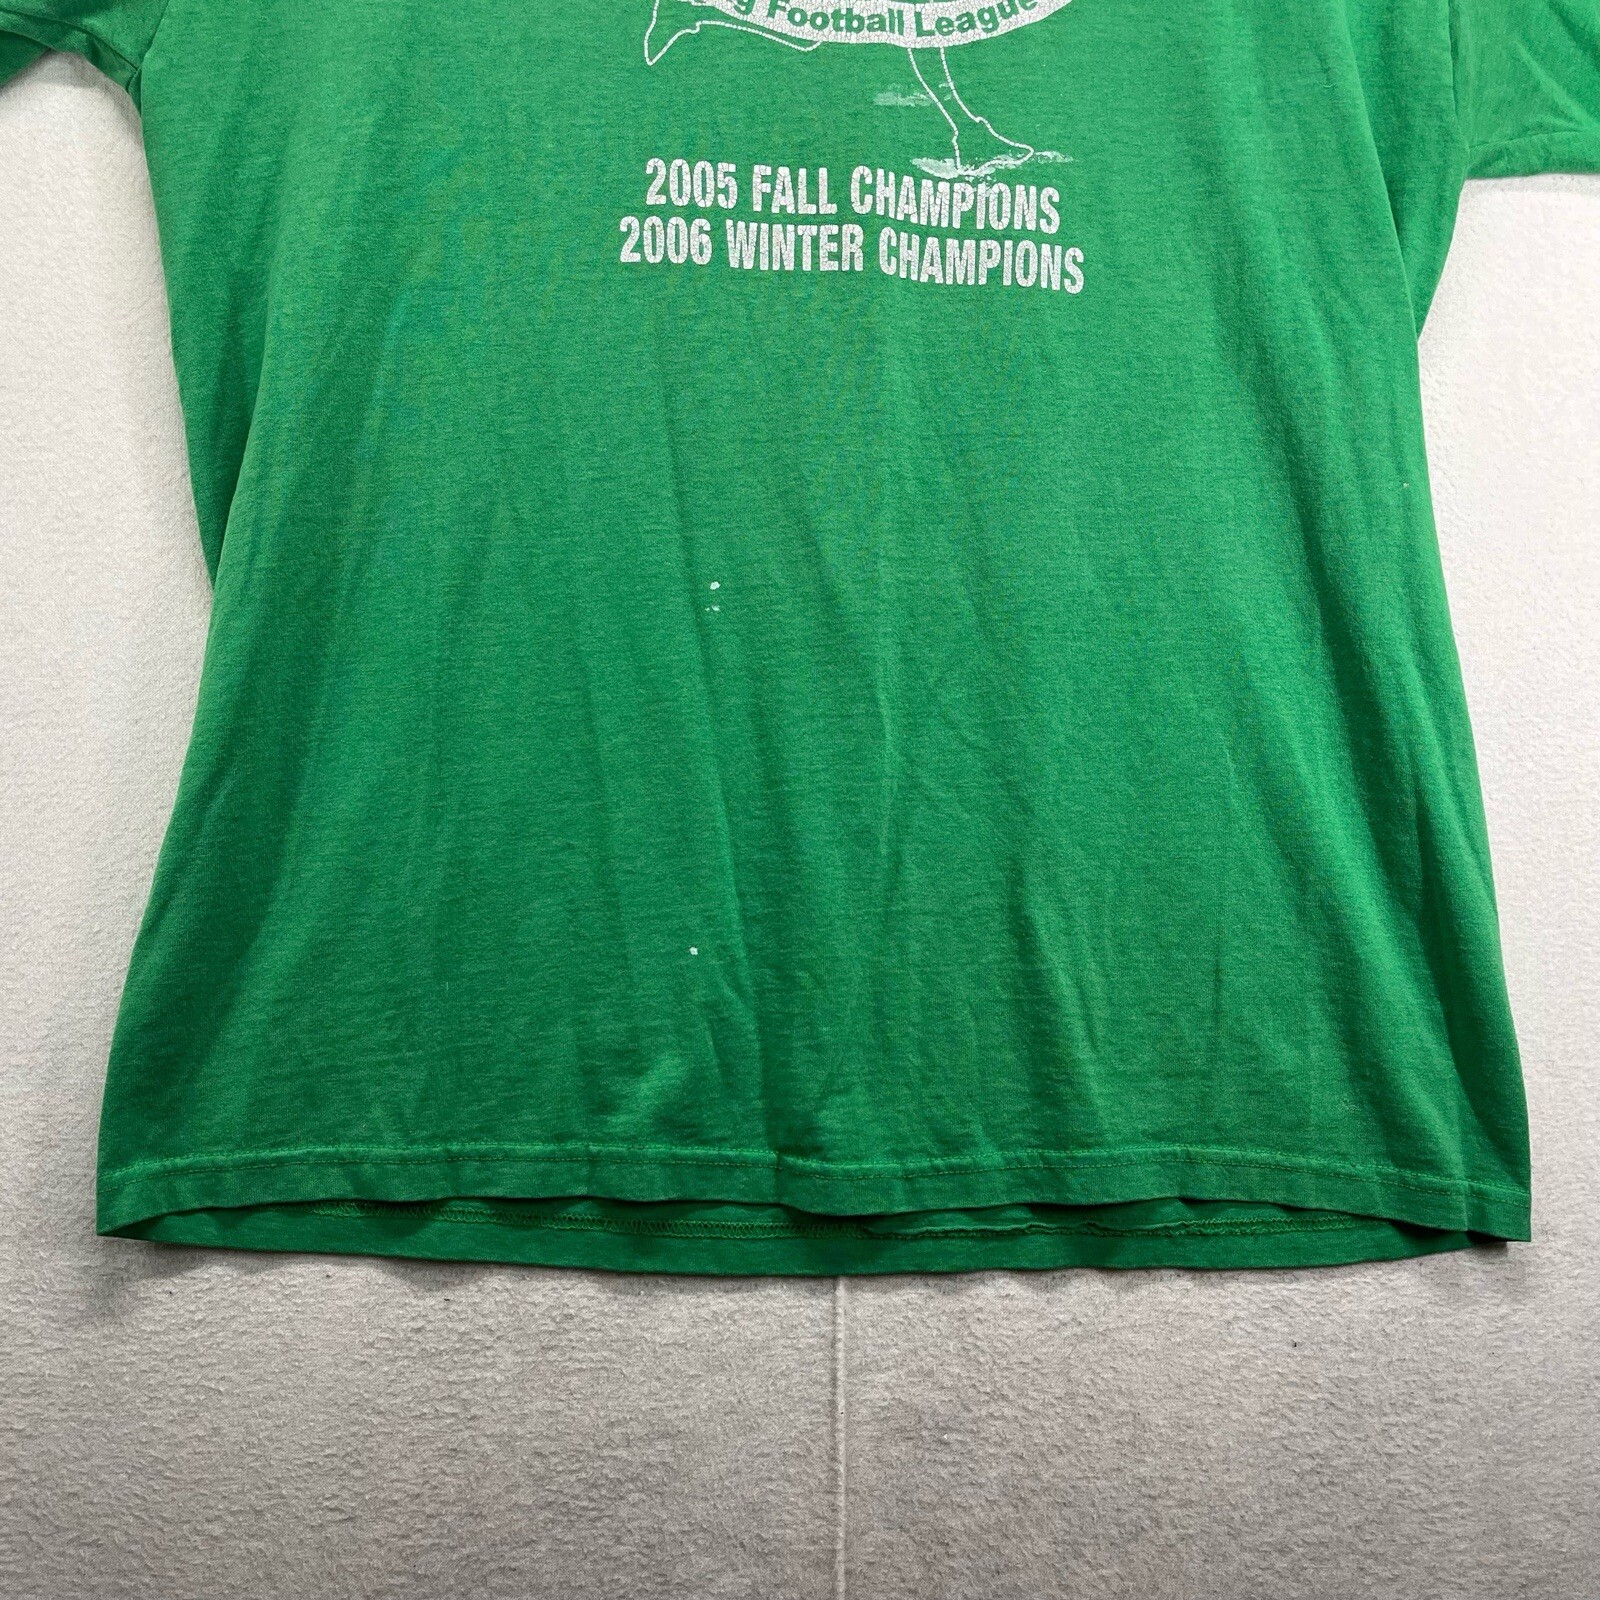 Football League
2005 FALL CHAMPIONS
2006 WINTER CHAMPIONS